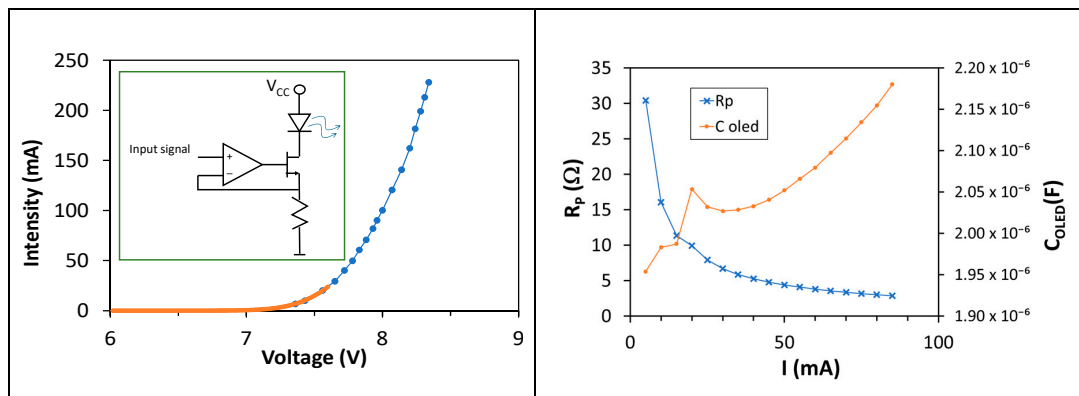 250
200
150
100
50
0
Intensity (mA)
V_CC
Input signal
+
−
6
7
8
9
Voltage (V)
35
30
25
20
15
10
5
0
R_P (Ω)
Rp
C oled
2.20 x 10⁻⁶
2.15 x 10⁻⁶
2.10 x 10⁻⁶
2.05 x 10⁻⁶
2.00 x 10⁻⁶
1.95 x 10⁻⁶
1.90 x 10⁻⁶
C_OLED(F)
0
50
100
I (mA)